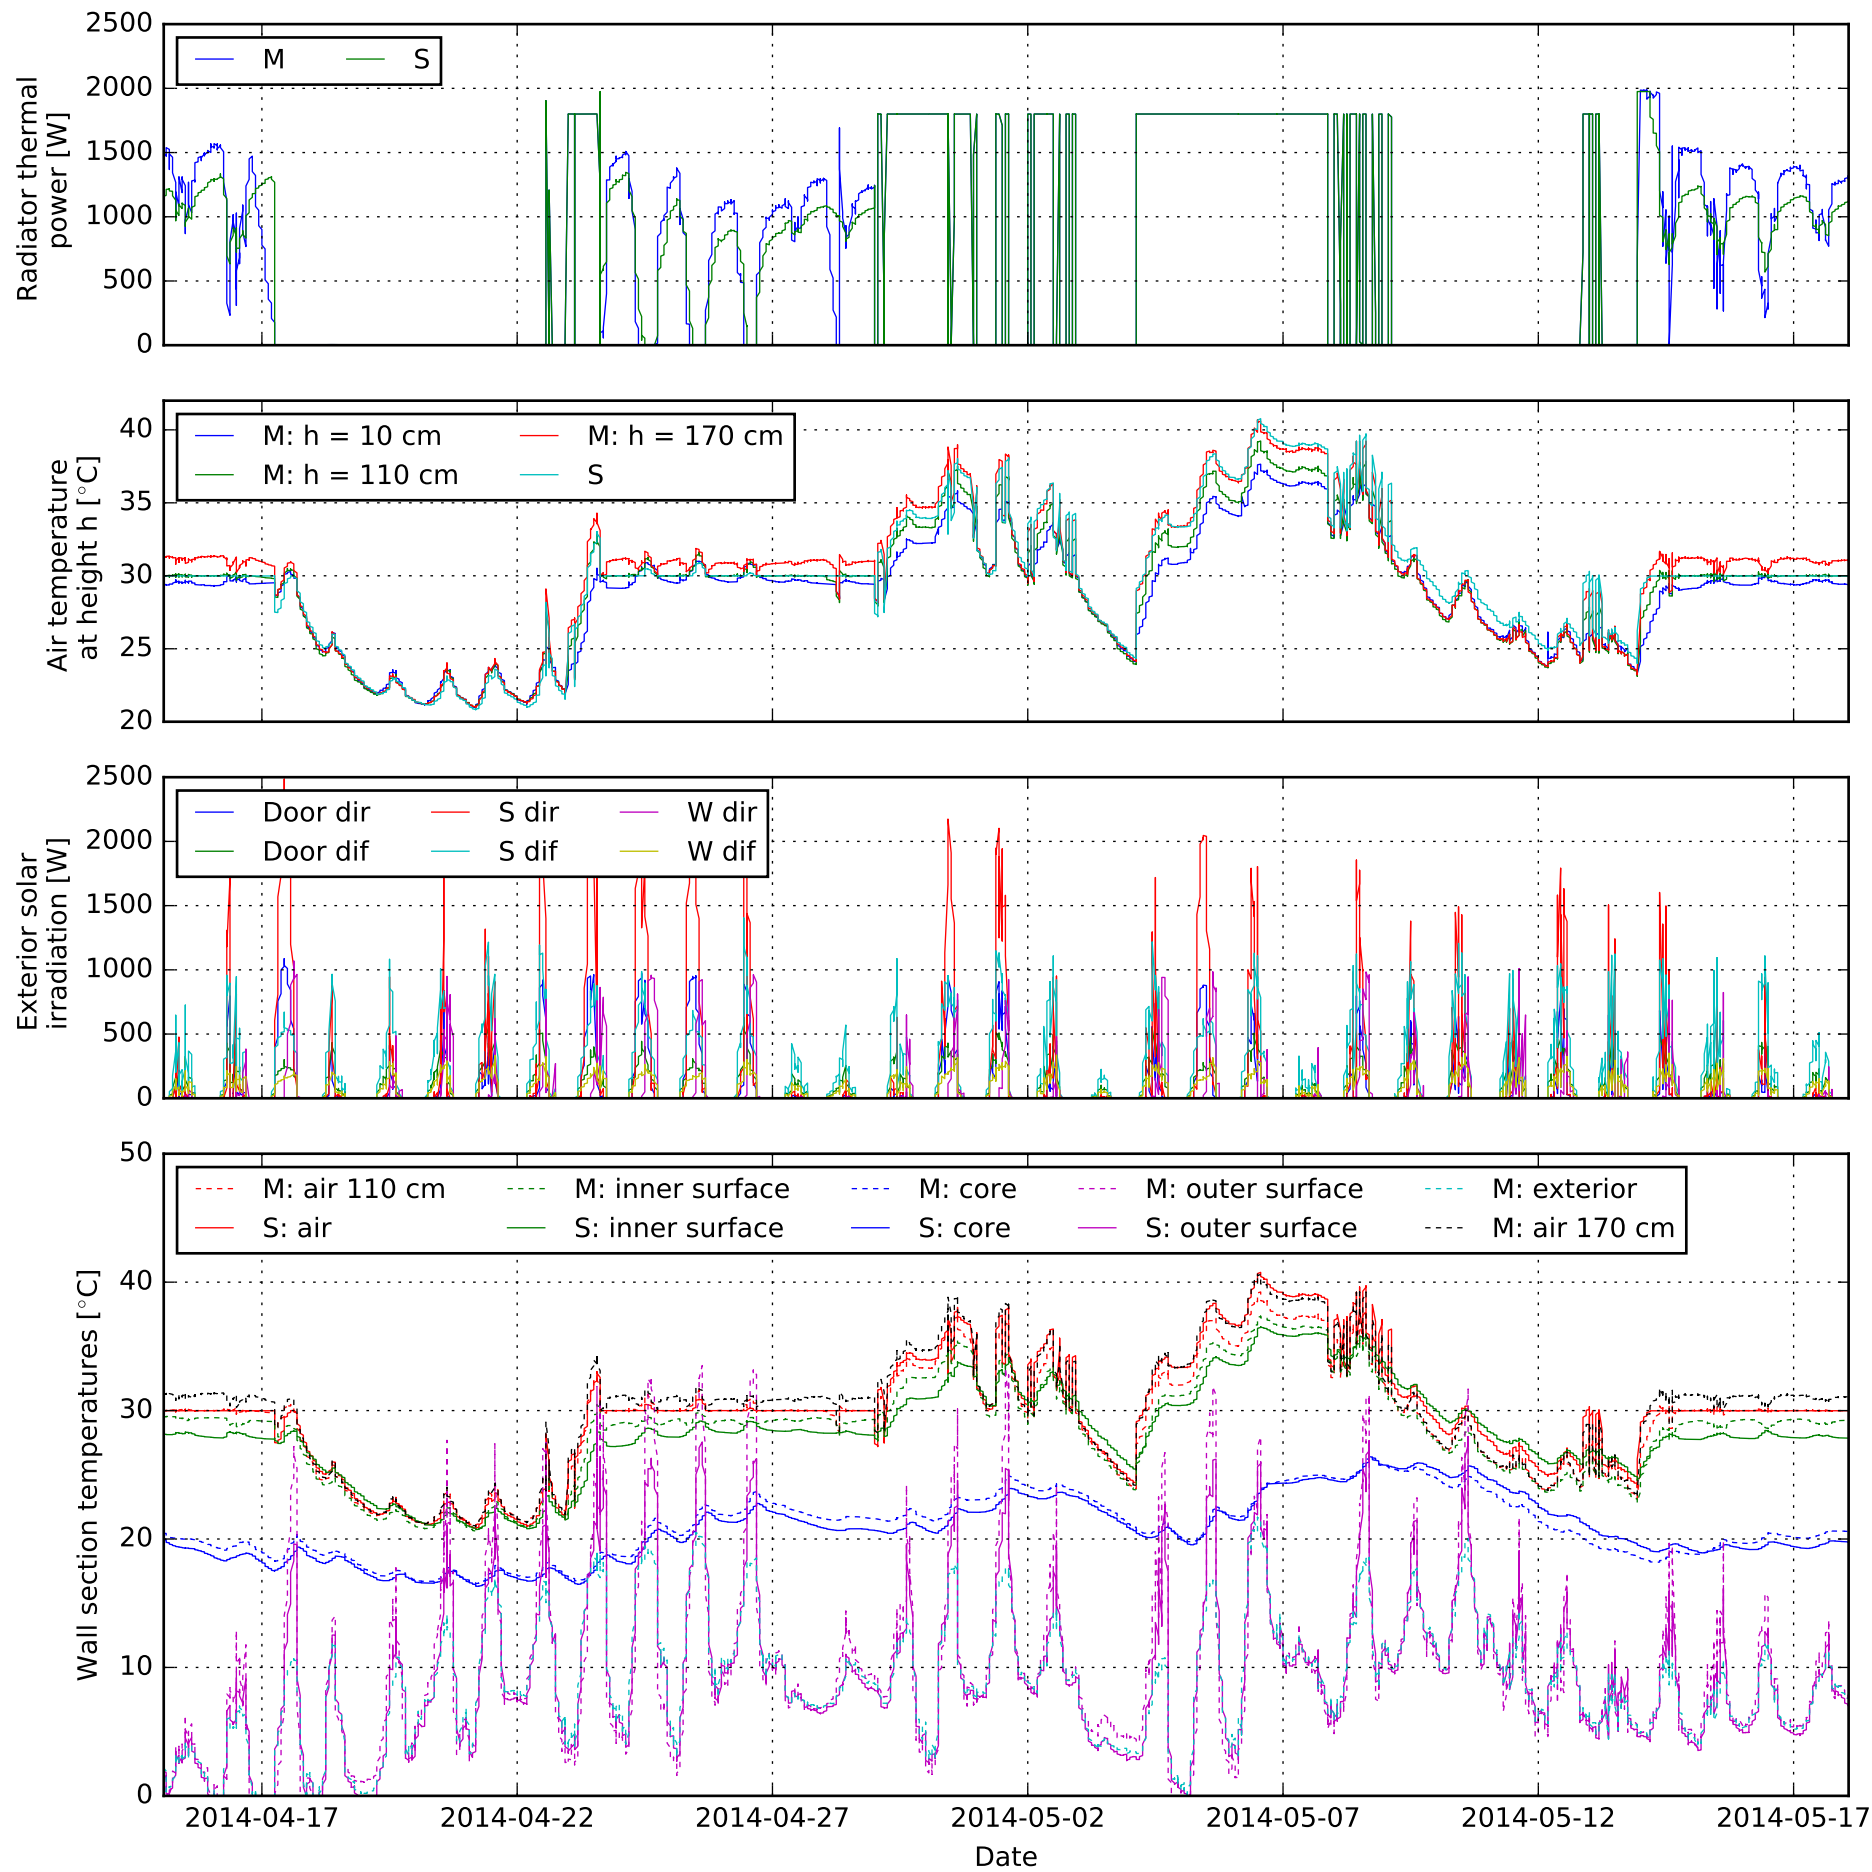 Radiator thermal
power [W]
2500
2000
1500
1000
500
0
M S
Air temperature
at height h [°C]
40
35
30
25
20
M: h = 10 cm M: h = 170 cm
M: h = 110 cm S
Exterior solar
irradiation [W]
2500
2000
1500
1000
500
0
Door dir S dir W dir
Door dif S dif W dif
Wall section temperatures [°C]
50
40
30
20
10
0
M: air 110 cm M: inner surface M: core M: outer surface M: exterior
S: air S: inner surface S: core S: outer surface M: air 170 cm
2014-04-17 2014-04-22 2014-04-27 2014-05-02 2014-05-07 2014-05-12 2014-05-17
Date